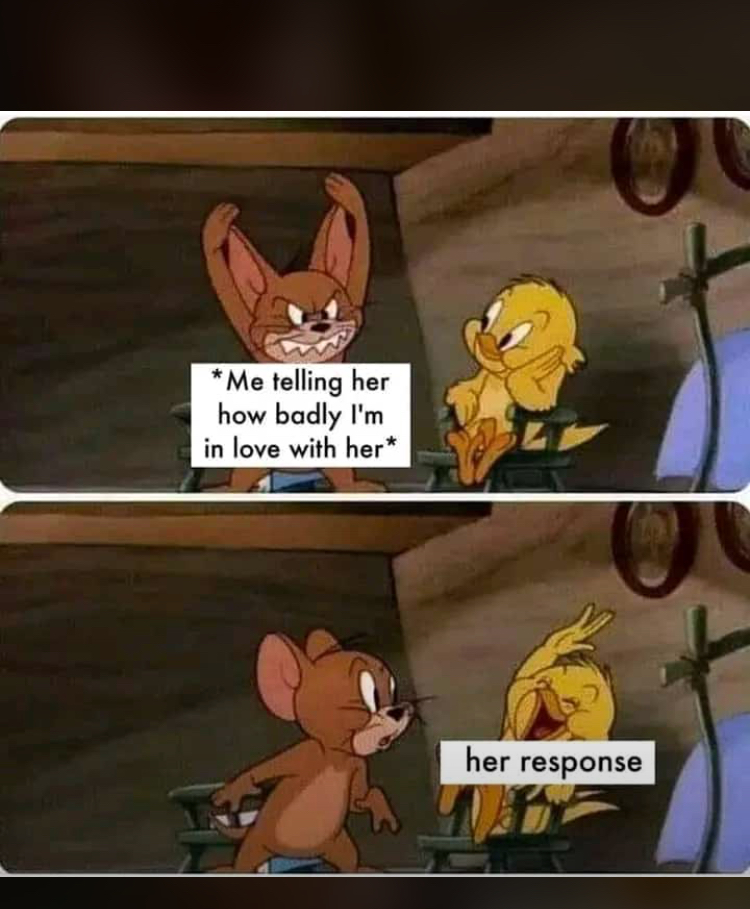 *Me telling her
how badly I'm
in love with her*
her response